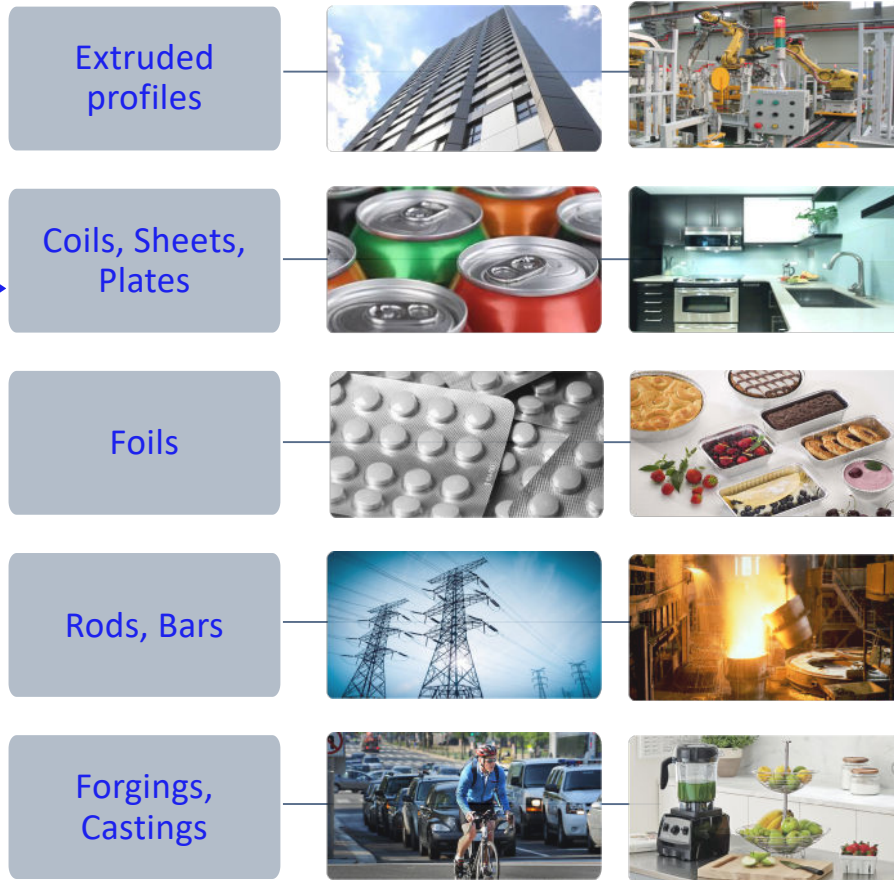 Extruded
profiles
Coils, Sheets,
Plates
Foils
Rods, Bars
Forgings,
Castings